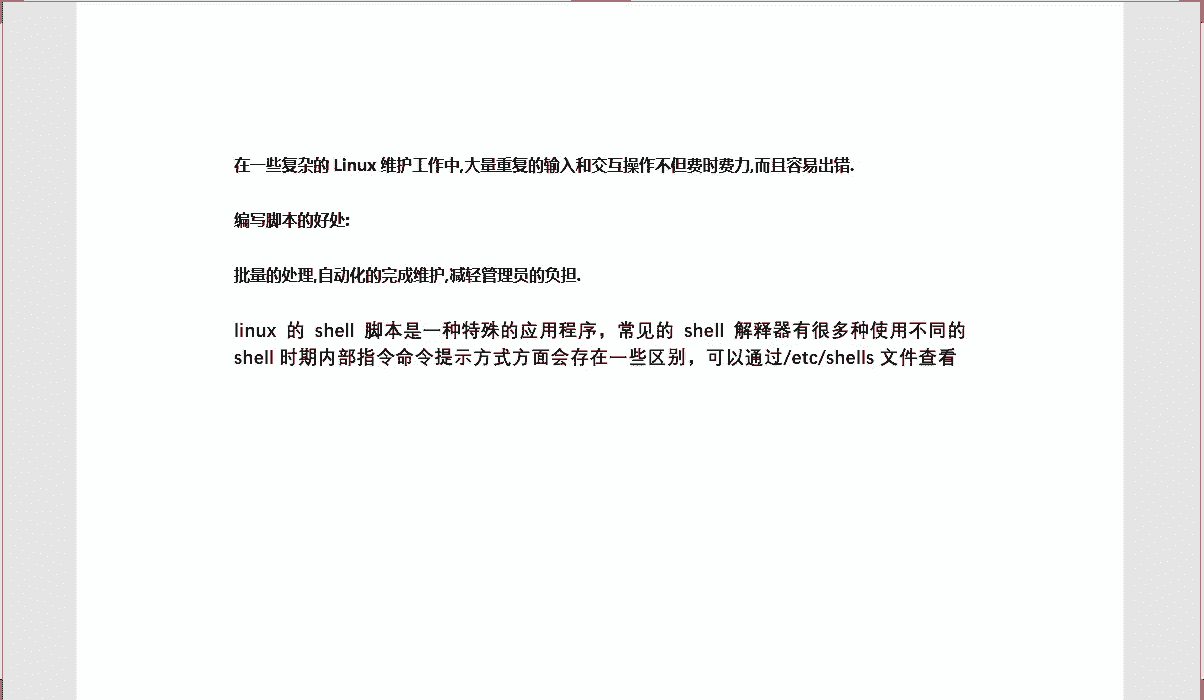 在一些复杂的 Linux 维护工作中,大量重复的输入和交互操作不但费时费力,而且容易出错.
编写脚本的好处:
批量的处理,自动化的完成维护,减轻管理员的负担.
linux 的 shell 脚本是一种特殊的应用程序，常见的 shell 解释器有很多种使用不同的
shell 时期内部指令命令提示方式方面会存在一些区别，可以通过/etc/shells 文件查看